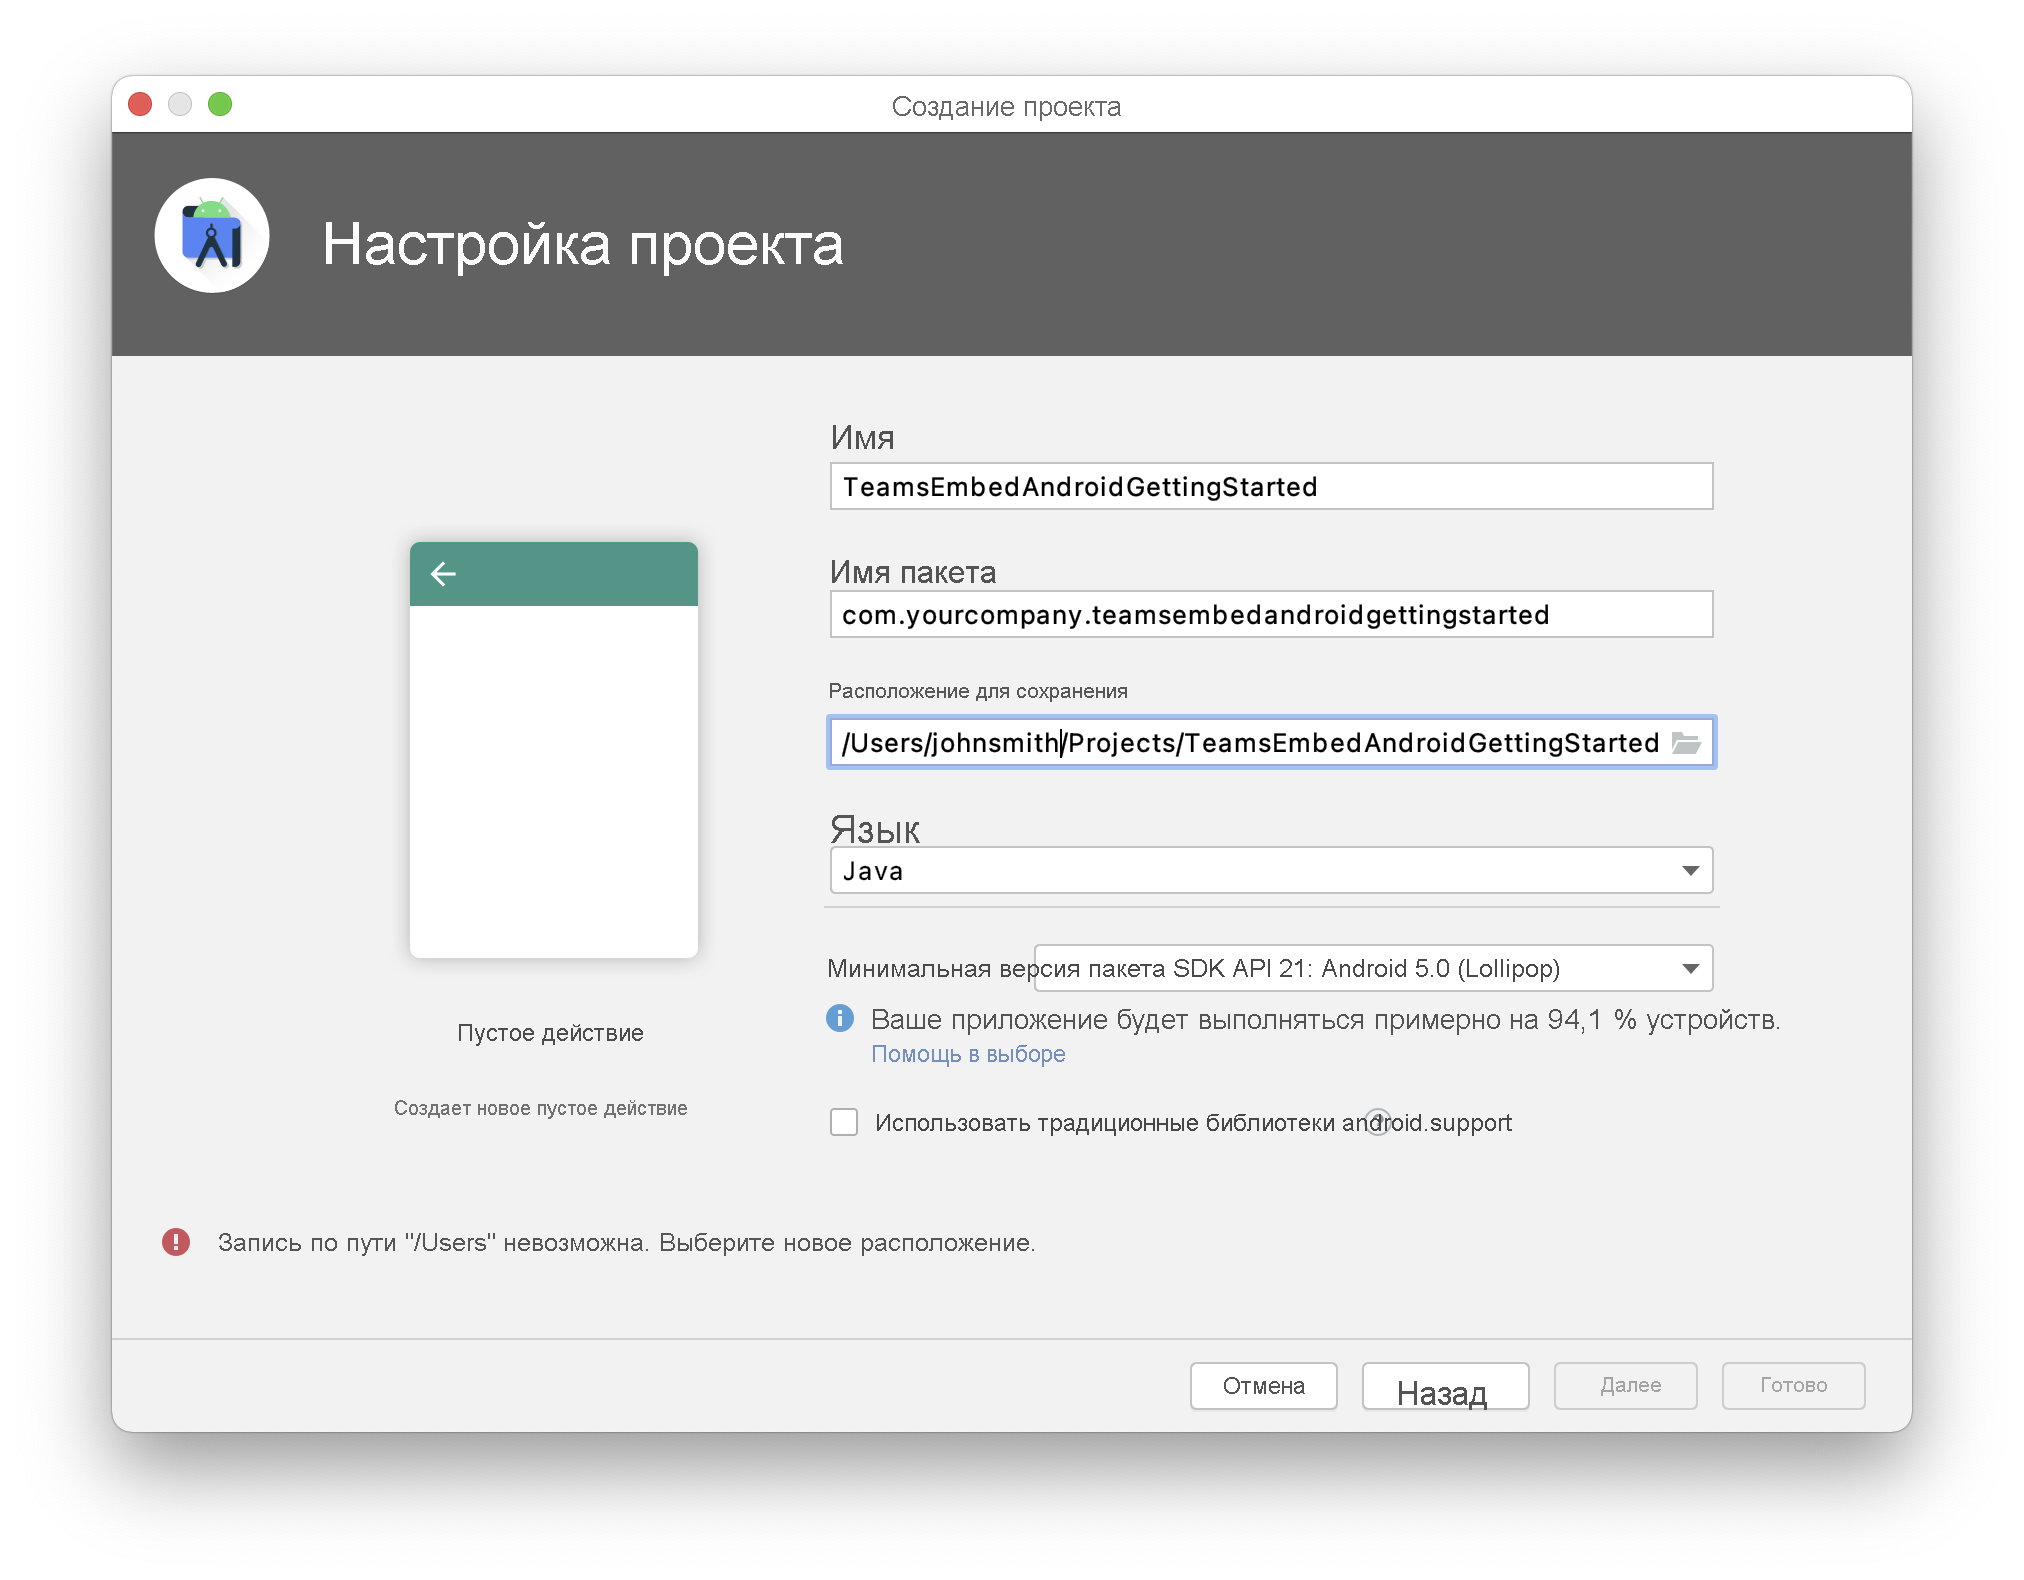 Создание проекта
Настройка проекта
Имя
TeamsEmbedAndroidGettingStarted
Имя пакета
com.yourcompany.teamsembedandroidgettingstarted
Расположение для сохранения
/Users/johnsmith/Projects/TeamsEmbedAndroidGettingStarted
Язык
Java
Минимальная версия пакета SDK API 21: Android 5.0 (Lollipop)
Ваше приложение будет выполняться примерно на 94,1 % устройств.
Помощь в выборе
Использовать традиционные библиотеки android.support
Пустое действие
Создает новое пустое действие
Запись по пути "/Users" невозможна. Выберите новое расположение.
Отмена
Назад
Далее
Готово